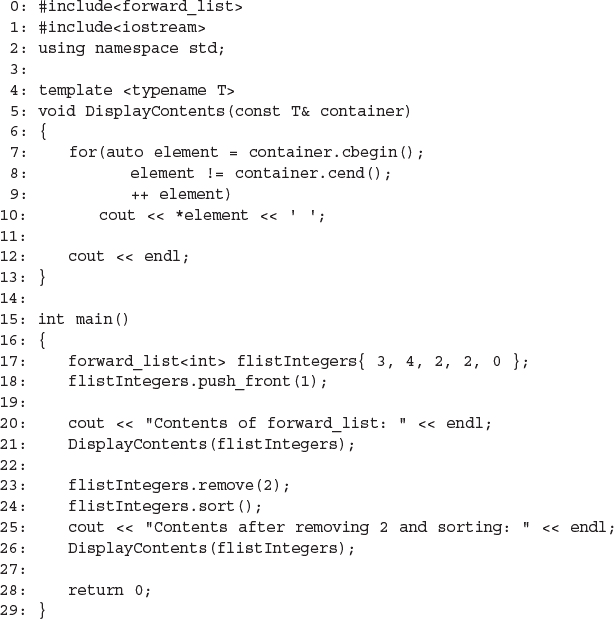 0: #include<forward_list>
1: #include<iostream>
2: using namespace std;
3:
4: template <typename T>
5: void DisplayContents(const T& container)
6: {
7:    for(auto element = container.cbegin();
8:          element != container.cend();
9:          ++ element)
10:       cout << *element << ' ';
11:
12:    cout << endl;
13: }
14:
15: int main()
16: {
17:    forward_list<int> flistIntegers{ 3, 4, 2, 2, 0 };
18:    flistIntegers.push_front(1);
19:
20:    cout << "Contents of forward_list: " << endl;
21:    DisplayContents(flistIntegers);
22:
23:    flistIntegers.remove(2);
24:    flistIntegers.sort();
25:    cout << "Contents after removing 2 and sorting: " << endl;
26:    DisplayContents(flistIntegers);
27:
28:    return 0;
29: }